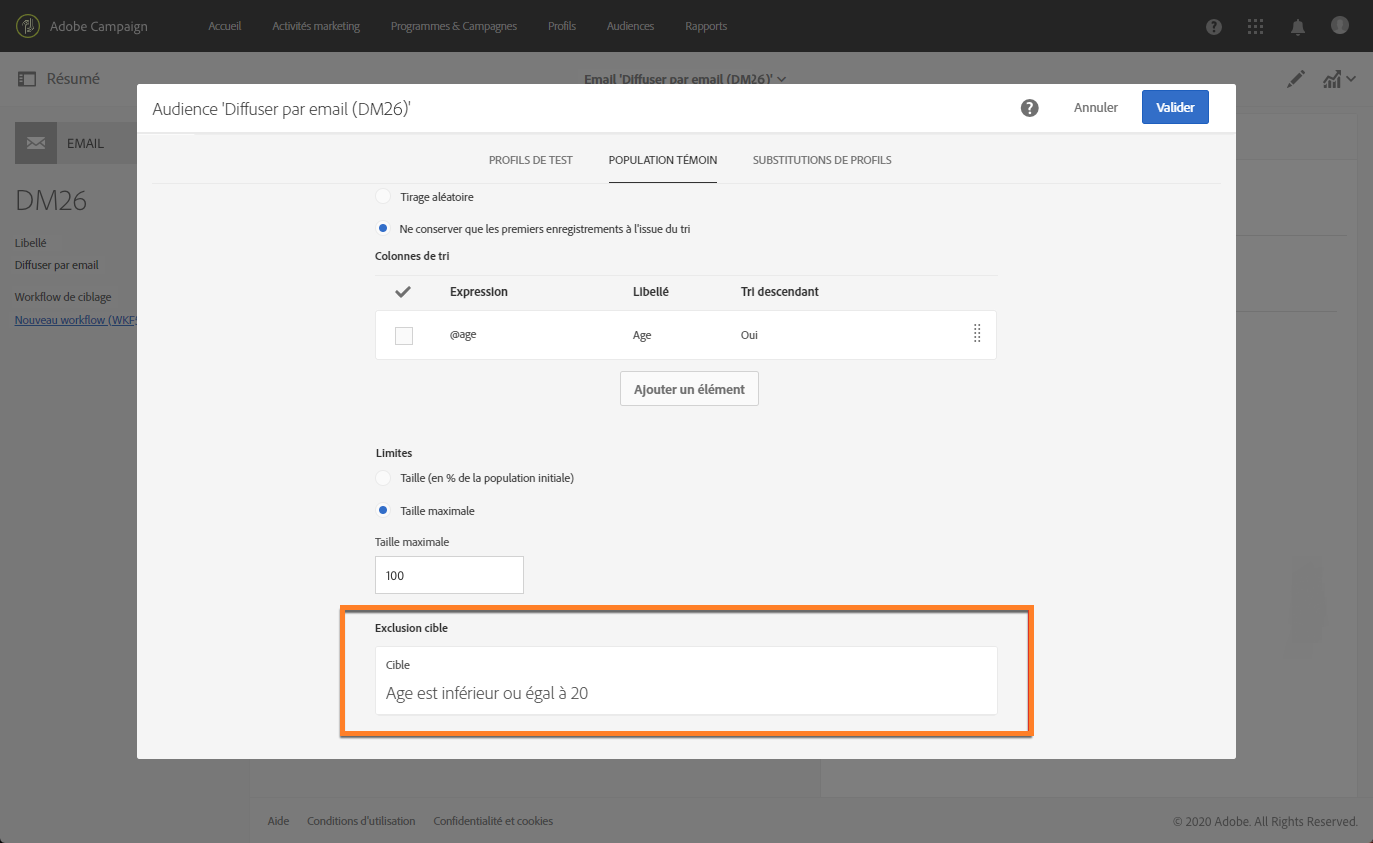 Adobe Campaign
Accueil
Activités marketing
Programmes & Campagnes
Profils
Audiences
Rapports
Résumé
Email 'Diffuser par email (DM26)'
Audience 'Diffuser par email (DM26)'
Annuler
Valider
EMAIL
PROFILS DE TEST
POPULATION TÉMOIN
SUBSTITUTIONS DE PROFILS
DM26
Libellé
Diffuser par email
Workflow de ciblage
Nouveau workflow (WKF
Tirage aléatoire
Ne conserver que les premiers enregistrements à l'issue du tri
Colonnes de tri
Expression
Libellé
Tri descendant
@age
Age
Oui
Ajouter un élément
Limites
Taille (en % de la population initiale)
Taille maximale
Taille maximale
100
Exclusion cible
Cible
Age est inférieur ou égal à 20
Aide
Conditions d'utilisation
Confidentialité et cookies
© 2020 Adobe. All Rights Reserved.